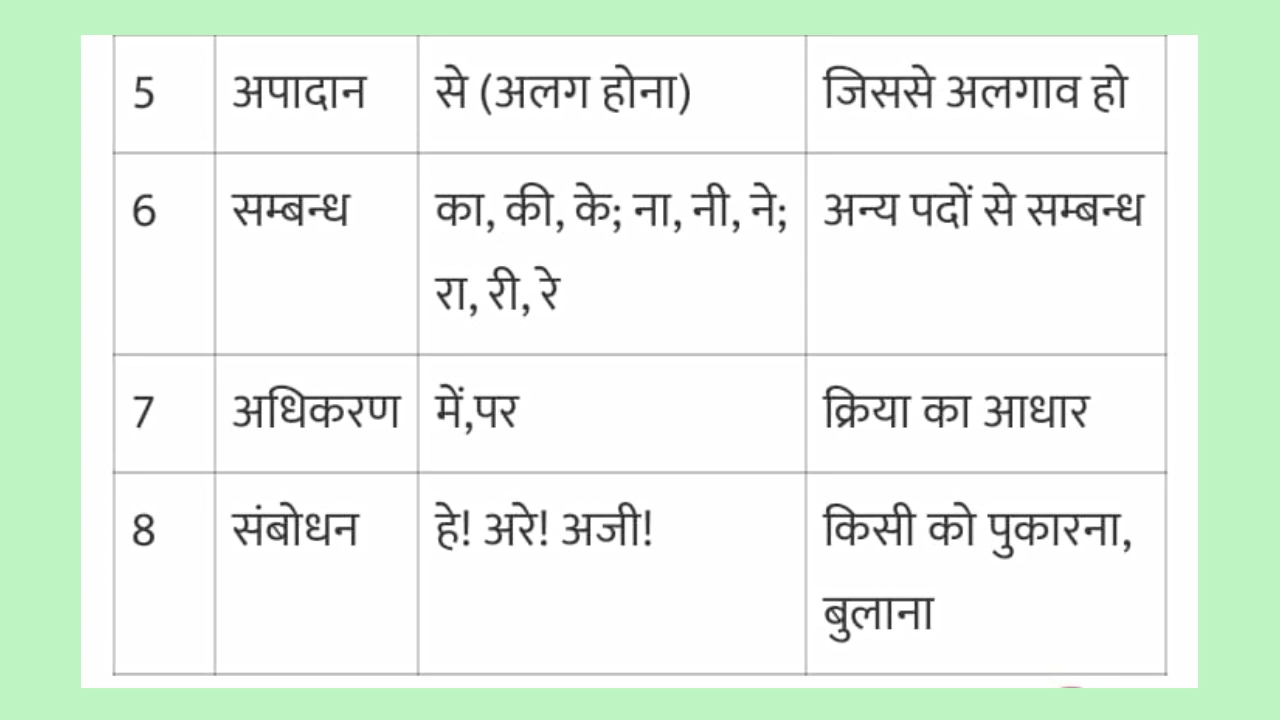 5 अपादान से (अलग होना) जिससे अलगाव हो
6 सम्बन्ध का, की, के; ना, नी, ने; अन्य पदों से सम्बन्ध
रा, री, रे
7 अधिकरण में,पर क्रिया का आधार
8 संबोधन हे! अरे! अजी! किसी को पुकारना,
बुलाना